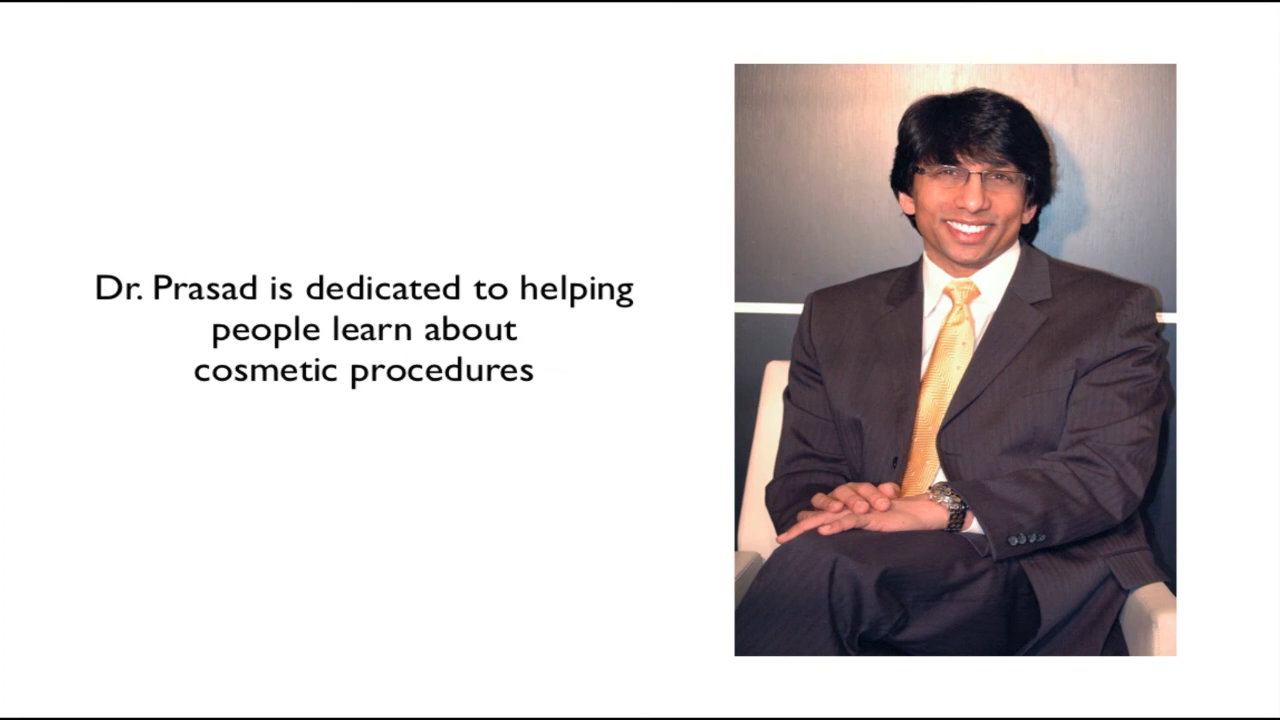 Dr. Prasad is dedicated to helping
people learn about
cosmetic procedures